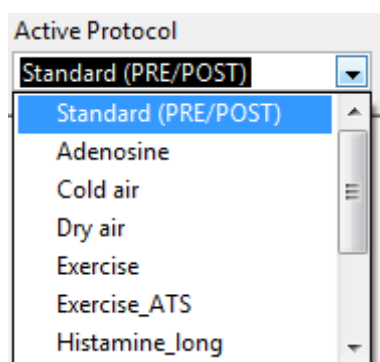 Active Protocol
Standard (PRE/POST)
Standard (PRE/POST)
Adenosine
Cold air
Dry air
Exercise
Exercise_ATS
Histamine_long